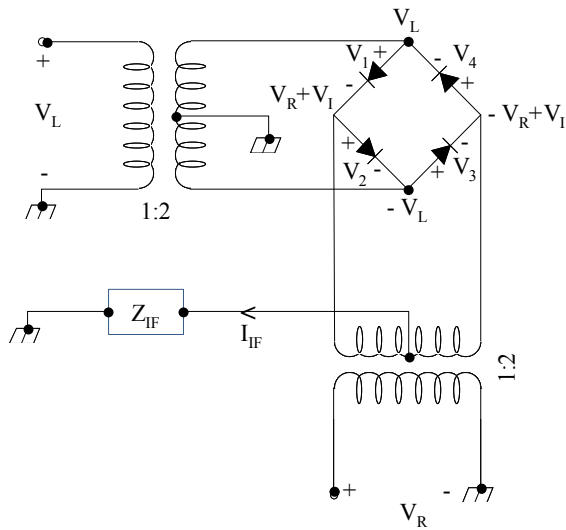 V_L
V_1 + - V_4
+
V_L
-
1:2
V_R+V_I
- +
- V_R+V_I
+ -
V_2 - + V_3
- V_L
Z_IF
I_IF
1:2
+ -
V_R